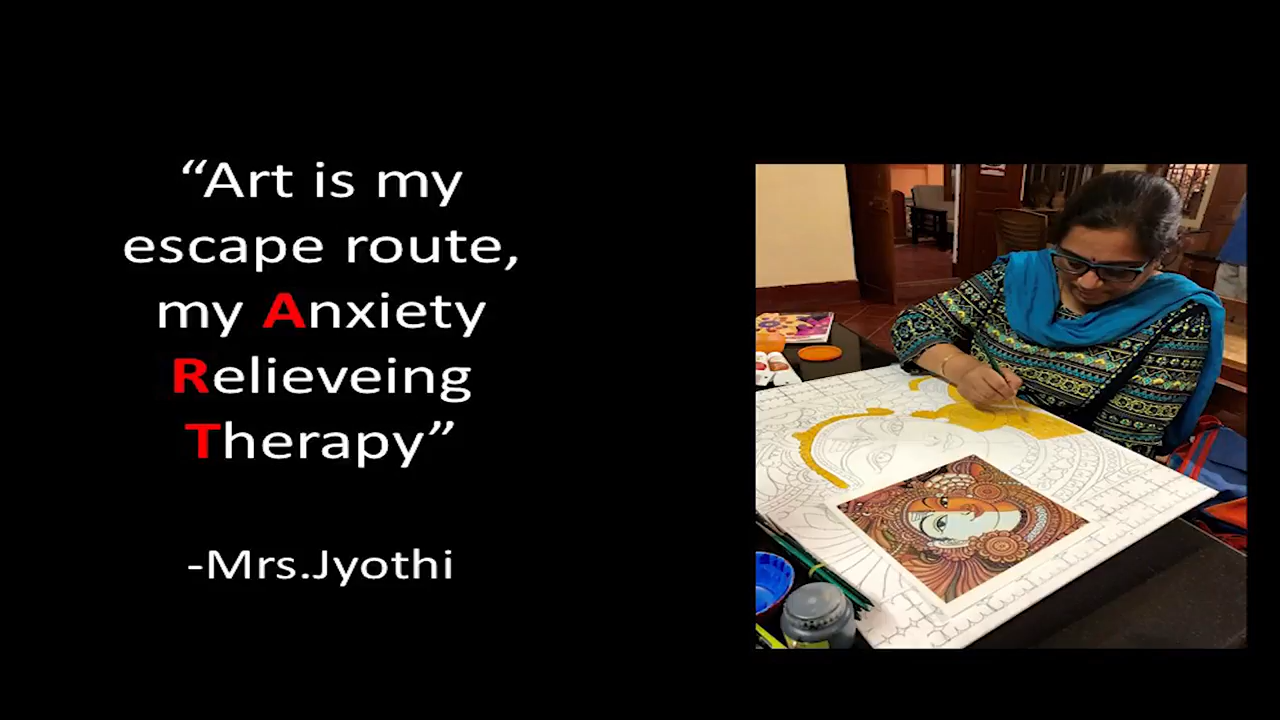 “Art is my
escape route,
my Anxiety
Relieveing
Therapy”
-Mrs.Jyothi